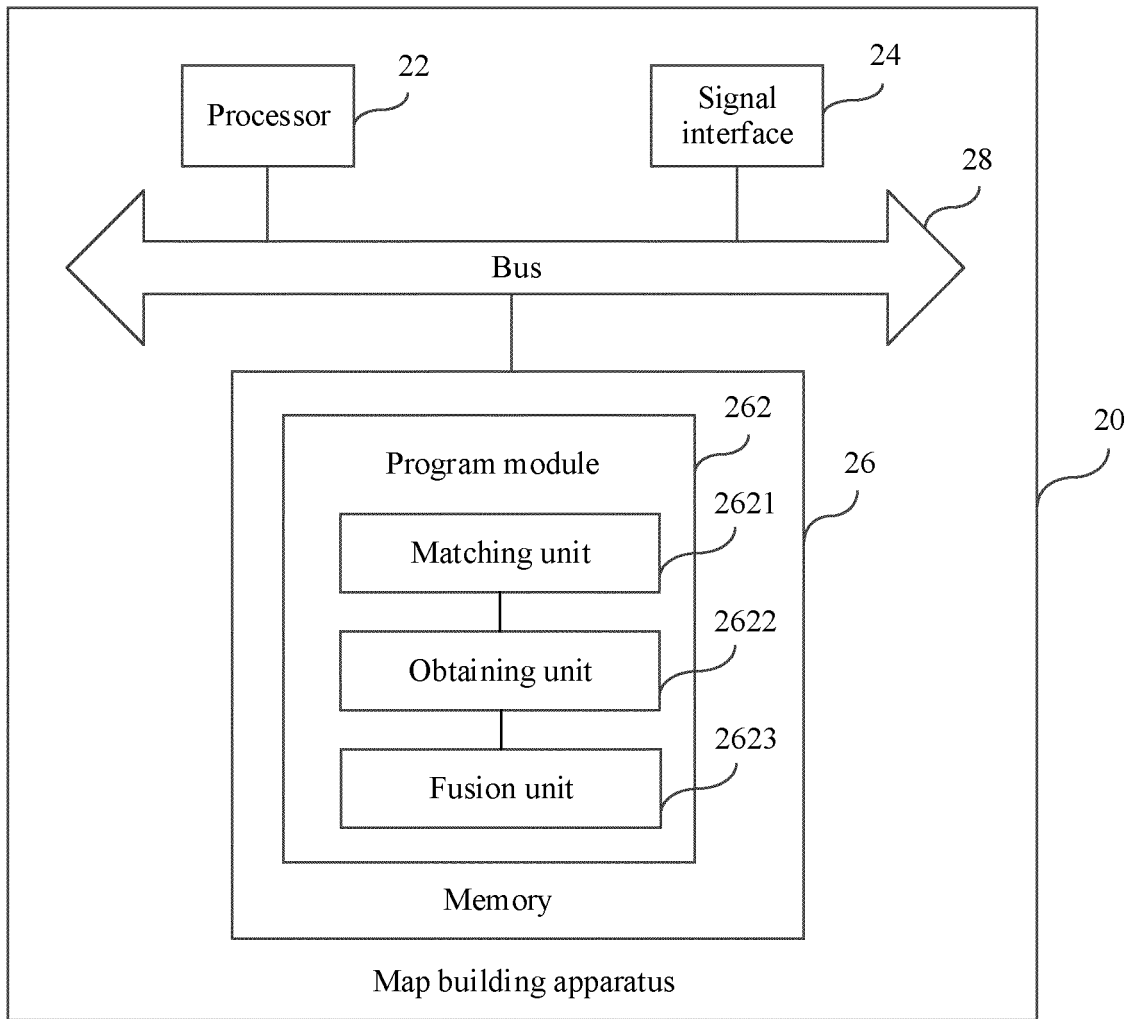 22
24
Processor
Signal
interface
28
Bus
262
20
Program module
26
2621
Matching unit
2622
Obtaining unit
2623
Fusion unit
Memory
Map building apparatus